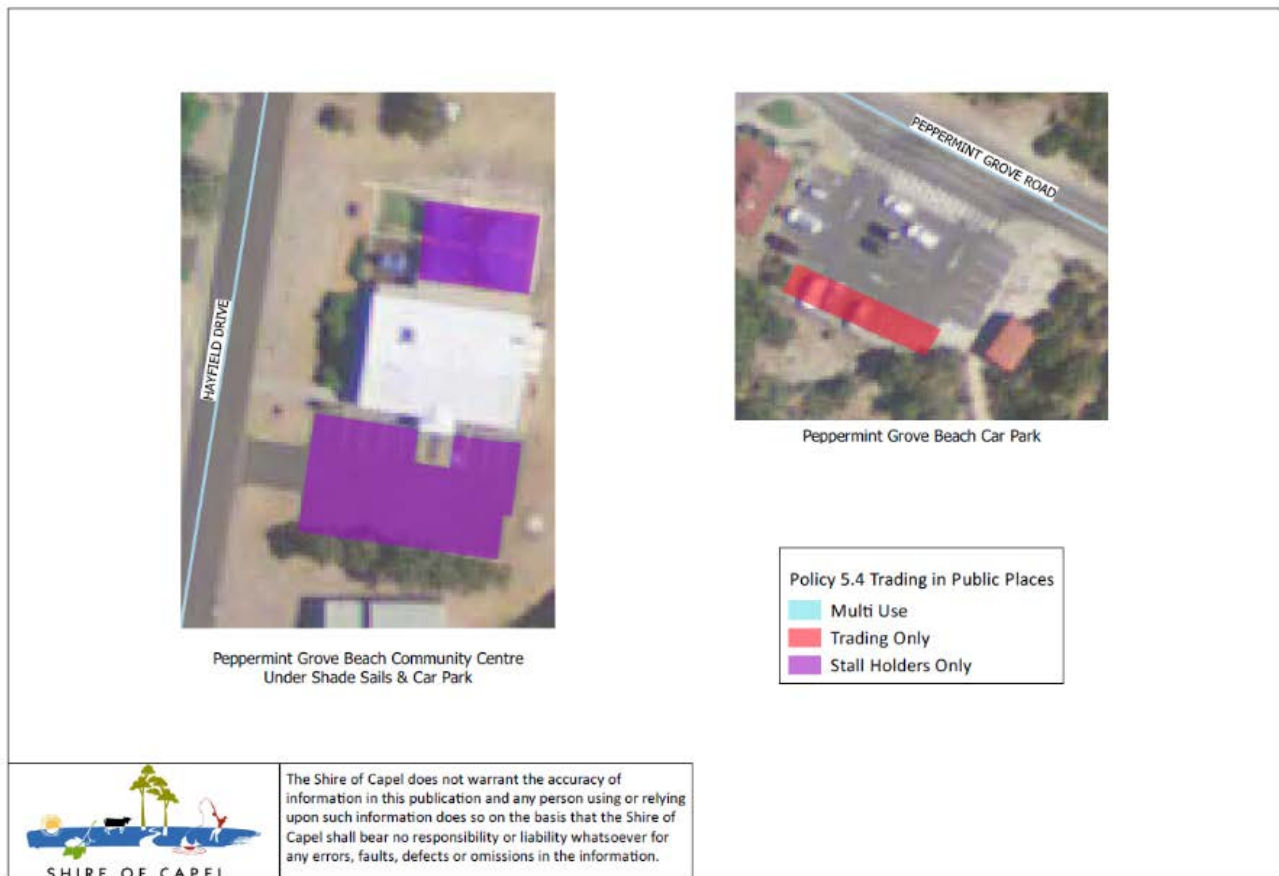 HAYFIELD DRIVE
PEPPERMINT GROVE ROAD
Peppermint Grove Beach Community Centre
Under Shade Sails & Car Park
Peppermint Grove Beach Car Park
Policy 5.4 Trading in Public Places
Multi Use
Trading Only
Stall Holders Only
SHIRE OF CAPEL
The Shire of Capel does not warrant the accuracy of
information in this publication and any person using or relying
upon such information does so on the basis that the Shire of
Capel shall bear no responsibility or liability whatsoever for
any errors, faults, defects or omissions in the information.